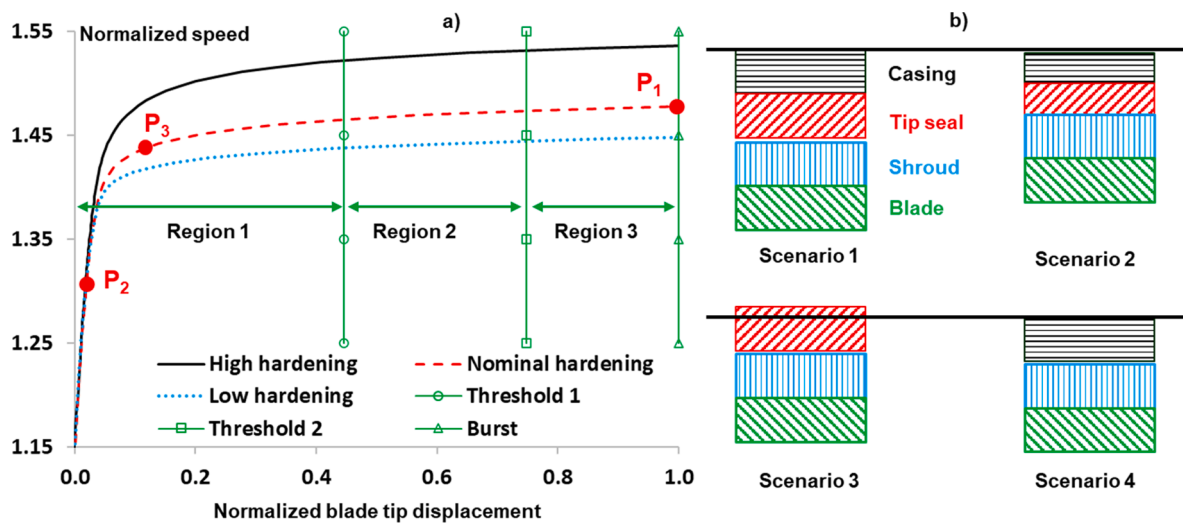 a)
Normalized speed
1.55
1.45
1.35
1.25
1.15
P1
P3
P2
Region 1
Region 2
Region 3
High hardening
Nominal hardening
Low hardening
Threshold 1
Threshold 2
Burst
0.0
0.2
0.4
0.6
0.8
1.0
Normalized blade tip displacement
b)
Casing
Tip seal
Shroud
Blade
Scenario 1
Scenario 2
Scenario 3
Scenario 4